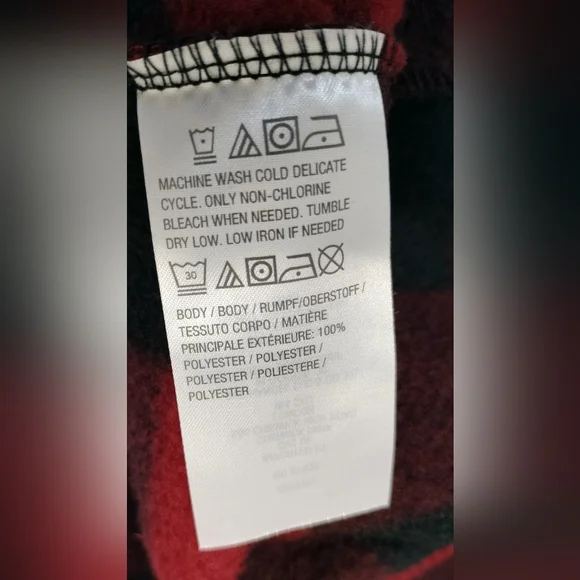 MACHINE WASH COLD DELICATE
CYCLE. ONLY NON-CHLORINE
BLEACH WHEN NEEDED. TUMBLE
DRY LOW. LOW IRON IF NEEDED
30
BODY / BODY / RUMPF/OBERSTOFF /
TESSUTO CORPO / MATIÈRE
PRINCIPALE EXTÉRIEURE: 100%
POLYESTER / POLYESTER /
POLYESTER / POLIESTERE /
POLYESTER